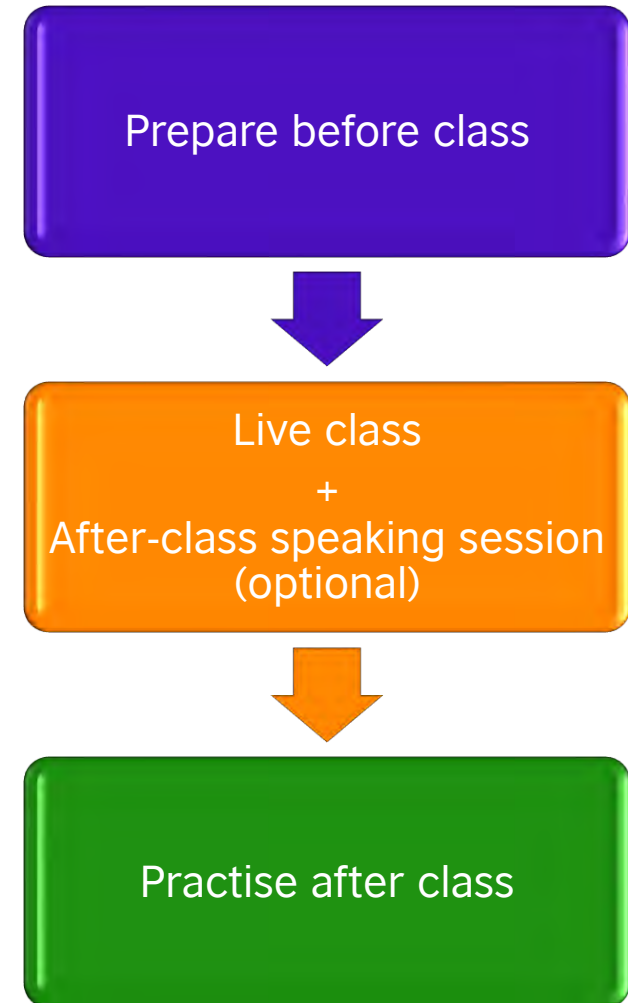 Prepare before class
Live class
+
After-class speaking session
(optional)
Practise after class